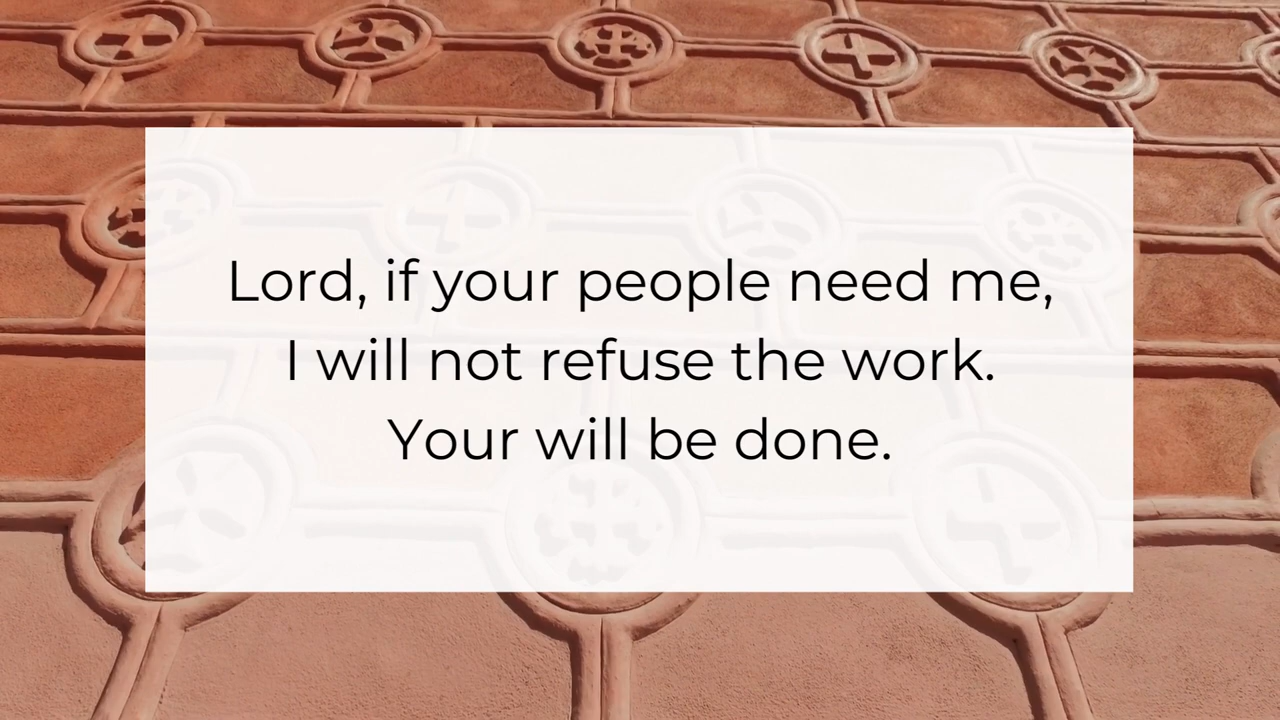 Lord, if your people need me,
I will not refuse the work.
Your will be done.